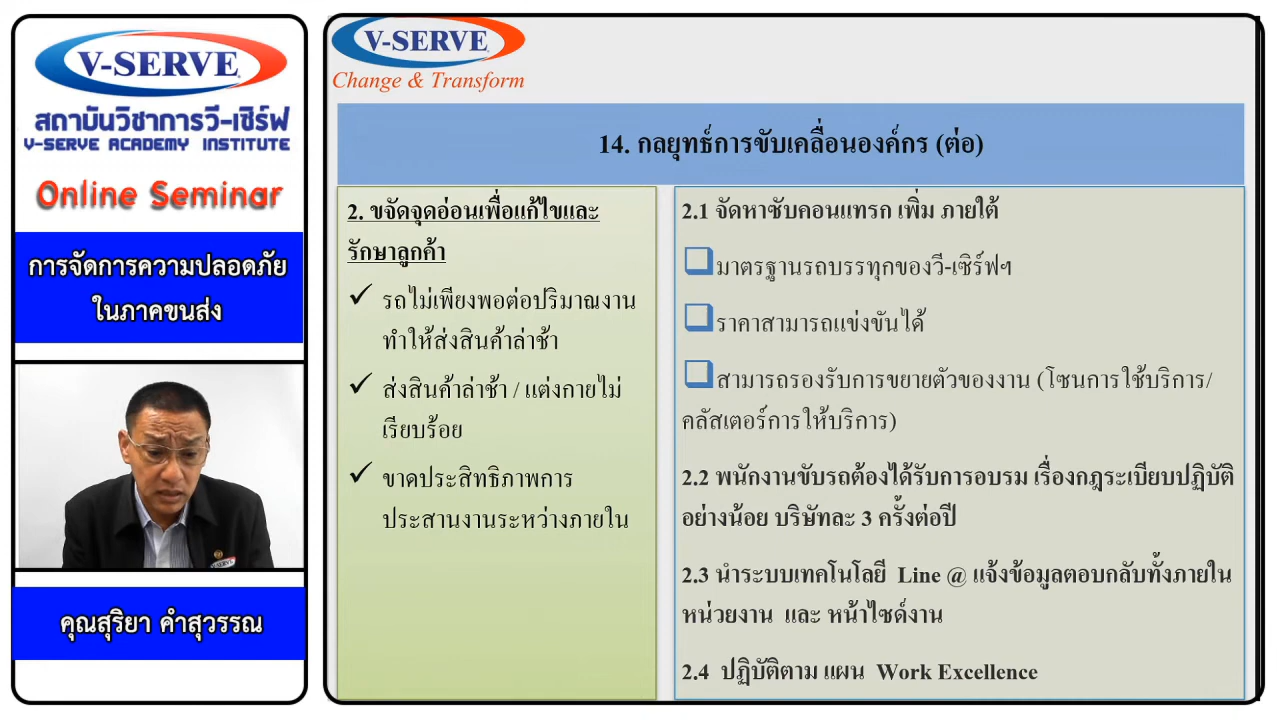 V-SERVE
สถาบันวิชาการวี-เซิร์ฟ
V-SERVE ACADEMY INSTITUTE
Online Seminar
การจัดการความปลอดภัย
ในภาคขนส่ง
คุณสุริยา คำสุวรรณ
V-SERVE
Change & Transform
14. กลยุทธ์การขับเคลื่อนองค์กร (ต่อ)
2. ขจัดจุดอ่อนเพื่อแก้ไขและ
รักษาลูกค้า
รถไม่เพียงพอต่อปริมาณงาน
ทำให้ส่งสินค้าล่าช้า
ส่งสินค้าล่าช้า / แต่งกายไม่
เรียบร้อย
ขาดประสิทธิภาพการ
ประสานงานระหว่างภายใน
2.1 จัดหาซับคอนแทรก เพิ่ม ภายใต้
มาตรฐานรถบรรทุกของวี-เซิร์ฟฯ
ราคาสามารถแข่งขันได้
สามารถรองรับการขยายตัวของงาน (โซนการใช้บริการ/
คลัสเตอร์การให้บริการ)
2.2 พนักงานขับรถต้องได้รับการอบรม เรื่องกฎระเบียบปฏิบัติ
อย่างน้อย บริษัทละ 3 ครั้งต่อปี
2.3 นำระบบเทคโนโลยี Line @ แจ้งข้อมูลตอบกลับทั้งภายใน
หน่วยงาน และ หน้าไซด์งาน
2.4 ปฏิบัติตาม แผน Work Excellence